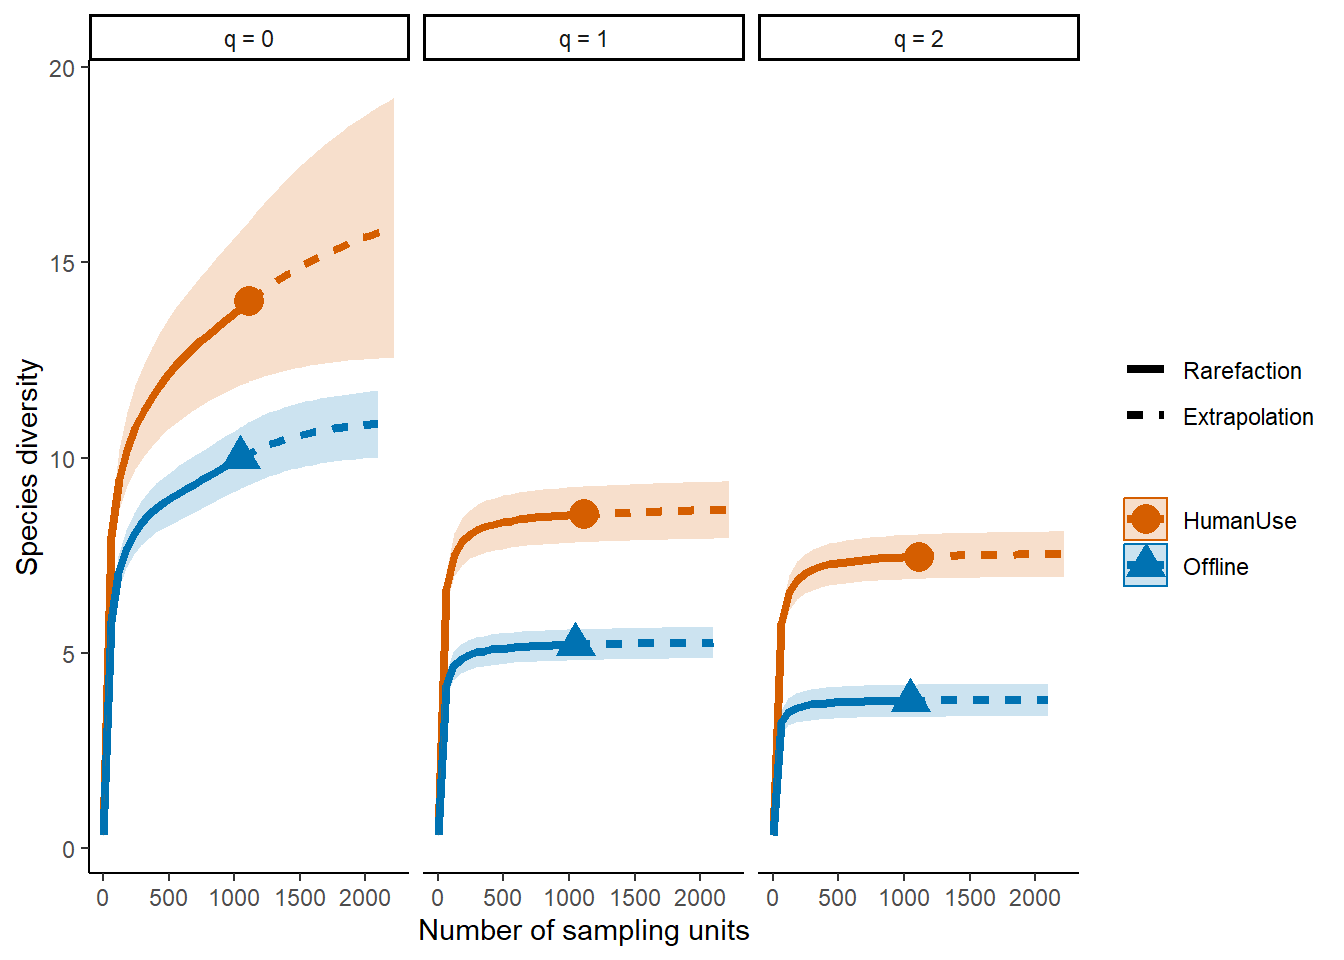 q = 0
q = 1
q = 2
20
15
10
5
0
Species diversity
0 500 1000 1500 2000
0 500 1000 1500 2000
0 500 1000 1500 2000
Number of sampling units
Rarefaction
Extrapolation
HumanUse
Offline